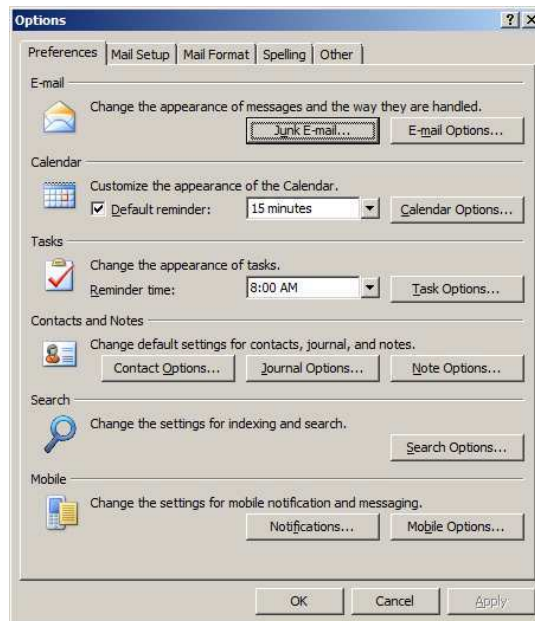 Options
Preferences Mail Setup Mail Format Spelling Other
E-mail
Change the appearance of messages and the way they are handled.
Junk E-mail... E-mail Options...
Calendar
Customize the appearance of the Calendar.
Default reminder: 15 minutes Calendar Options...
Tasks
Change the appearance of tasks.
Reminder time: 8:00 AM Task Options...
Contacts and Notes
Change default settings for contacts, journal, and notes.
Contact Options... Journal Options... Note Options...
Search
Change the settings for indexing and search.
Search Options...
Mobile
Change the settings for mobile notification and messaging.
Notifications... Mobile Options...
OK Cancel Apply